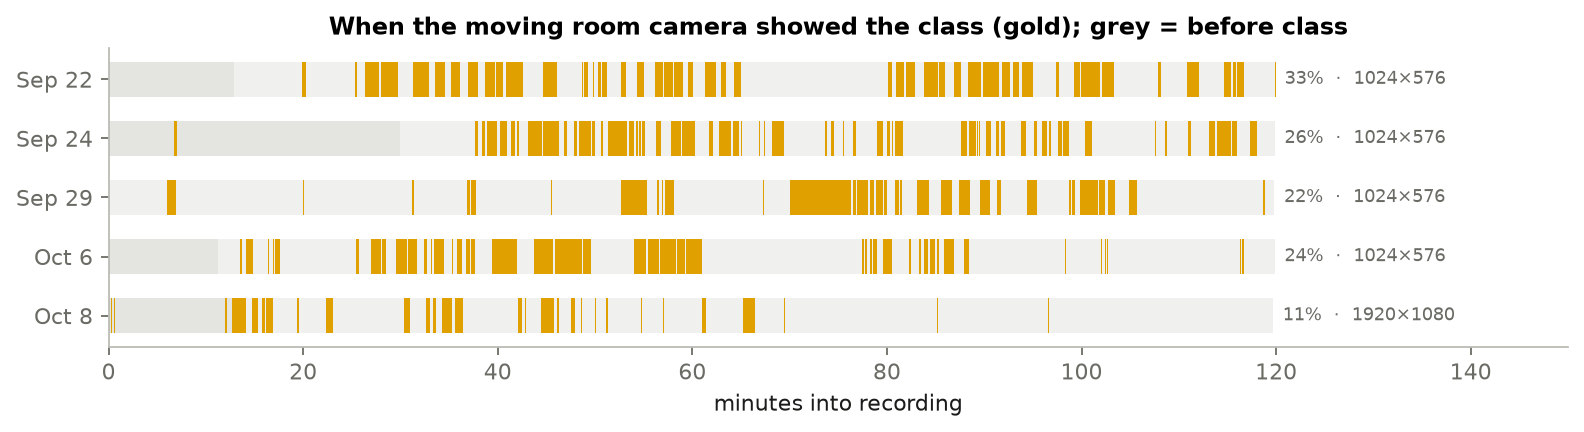 When the moving room camera showed the class (gold); grey = before class
Sep 22
33% · 1024×576
Sep 24
26% · 1024×576
Sep 29
22% · 1024×576
Oct 6
24% · 1024×576
Oct 8
11% · 1920×1080
0 20 40 60 80 100 120 140
minutes into recording